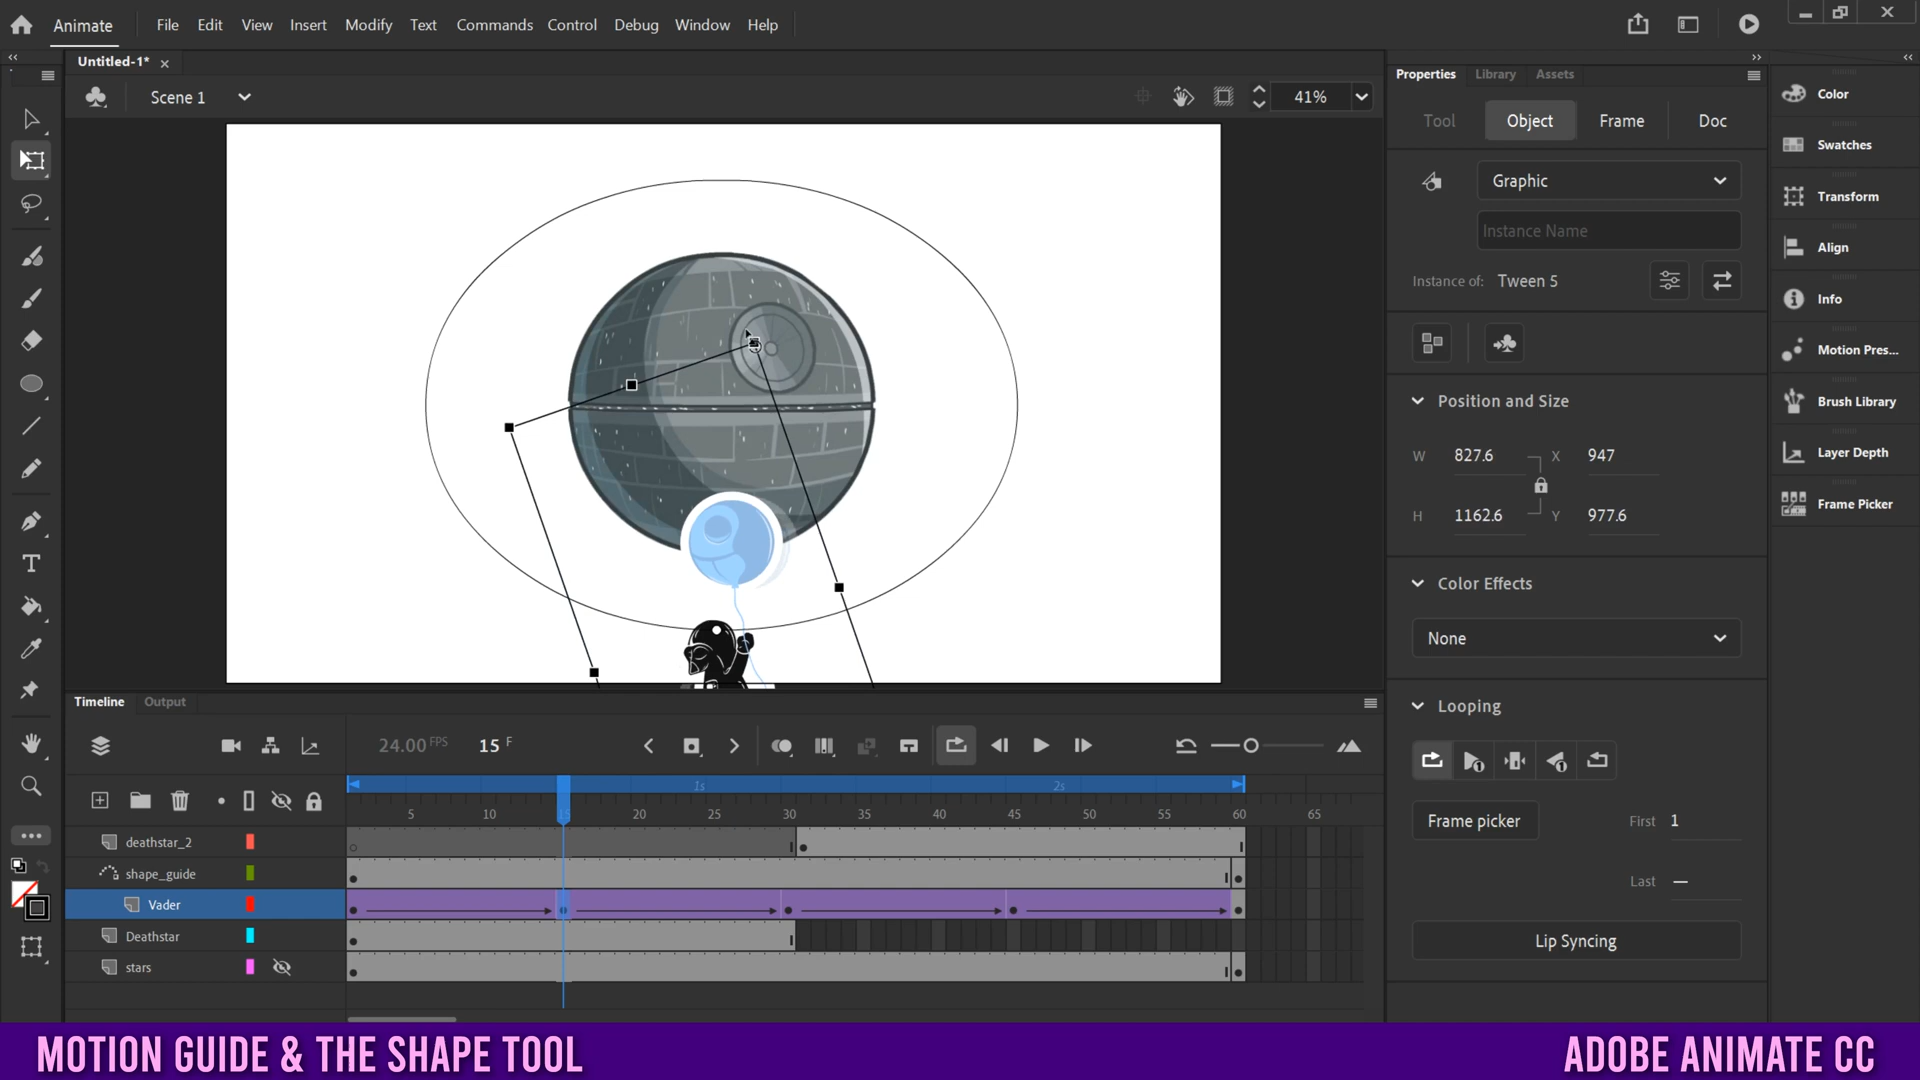 Animate File Edit View Insert Modify Text Commands Control Debug Window Help
Untitled-1*
Scene 1
41%
Properties Library Assets
Tool Object Frame Doc
Graphic
Instance Name
Instance of: Tween 5
Position and Size
W 827.6 X 947
H 1162.6 Y 977.6
Color Effects
None
Looping
Frame picker First 1
Last —
Lip Syncing
Color
Swatches
Transform
Align
Info
Motion Pres...
Brush Library
Layer Depth
Frame Picker
Timeline Output
24.00 FPS 15 F
1s 2s
5 10 15 20 25 30 35 40 45 50 55 60 65
deathstar_2
shape_guide
Vader
Deathstar
stars
MOTION GUIDE & THE SHAPE TOOL ADOBE ANIMATE CC